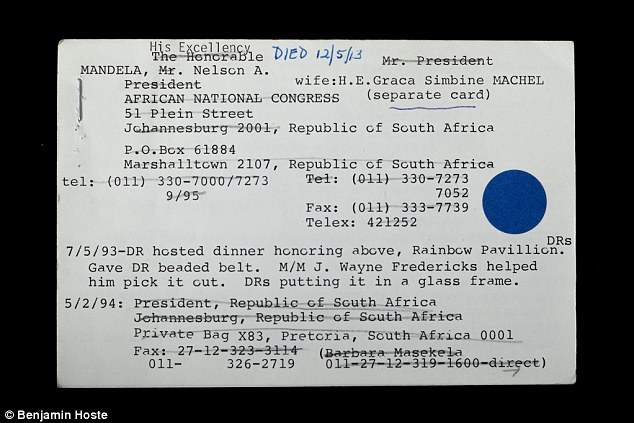 His Excellency
The Honorable DIED 12/5/13 Mr. President
MANDELA, Mr. Nelson A.
wife:H.E.Graca Simbine MACHEL
President
AFRICAN NATIONAL CONGRESS (separate card)
51 Plein Street
Johannesburg 2001, Republic of South Africa
P.O.Box 61884
Marshalltown 2107, Republic of South Africa
tel: (011) 330-7000/7273 Tel: (011) 330-7273
9/95 7052
Fax: (011) 333-7739
Telex: 421252
DRs
7/5/93-DR hosted dinner honoring above, Rainbow Pavillion.
Gave DR beaded belt. M/M J. Wayne Fredericks helped
him pick it out. DRs putting it in a glass frame.
5/2/94: President, Republic of South Africa
Johannesburg, Republic of South Africa
Private Bag X83, Pretoria, South Africa 0001
Fax: 27-12-323-3114 (Barbara Masekela
011- 326-2719 011-27-12-319-1600-direct)
© Benjamin Hoste